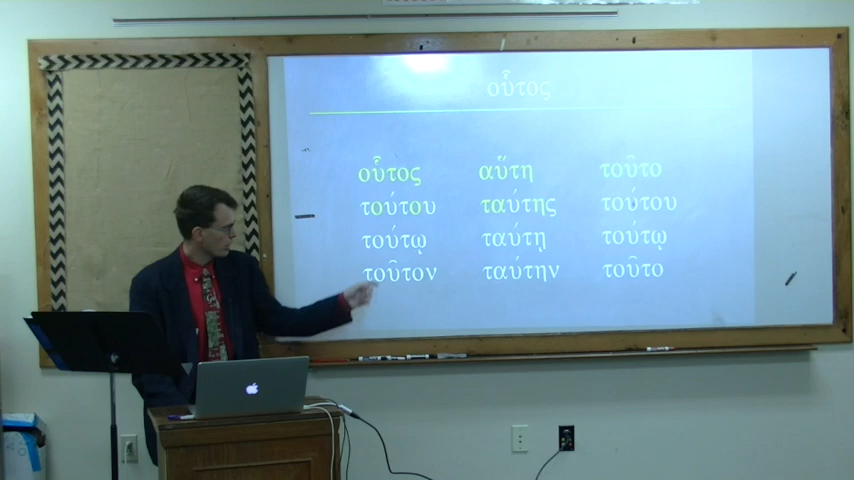 οὗτος
οὗτος αὕτη τοῦτο
τούτου ταύτης τούτου
τούτῳ ταύτῃ τούτῳ
τοῦτον ταύτην τοῦτο